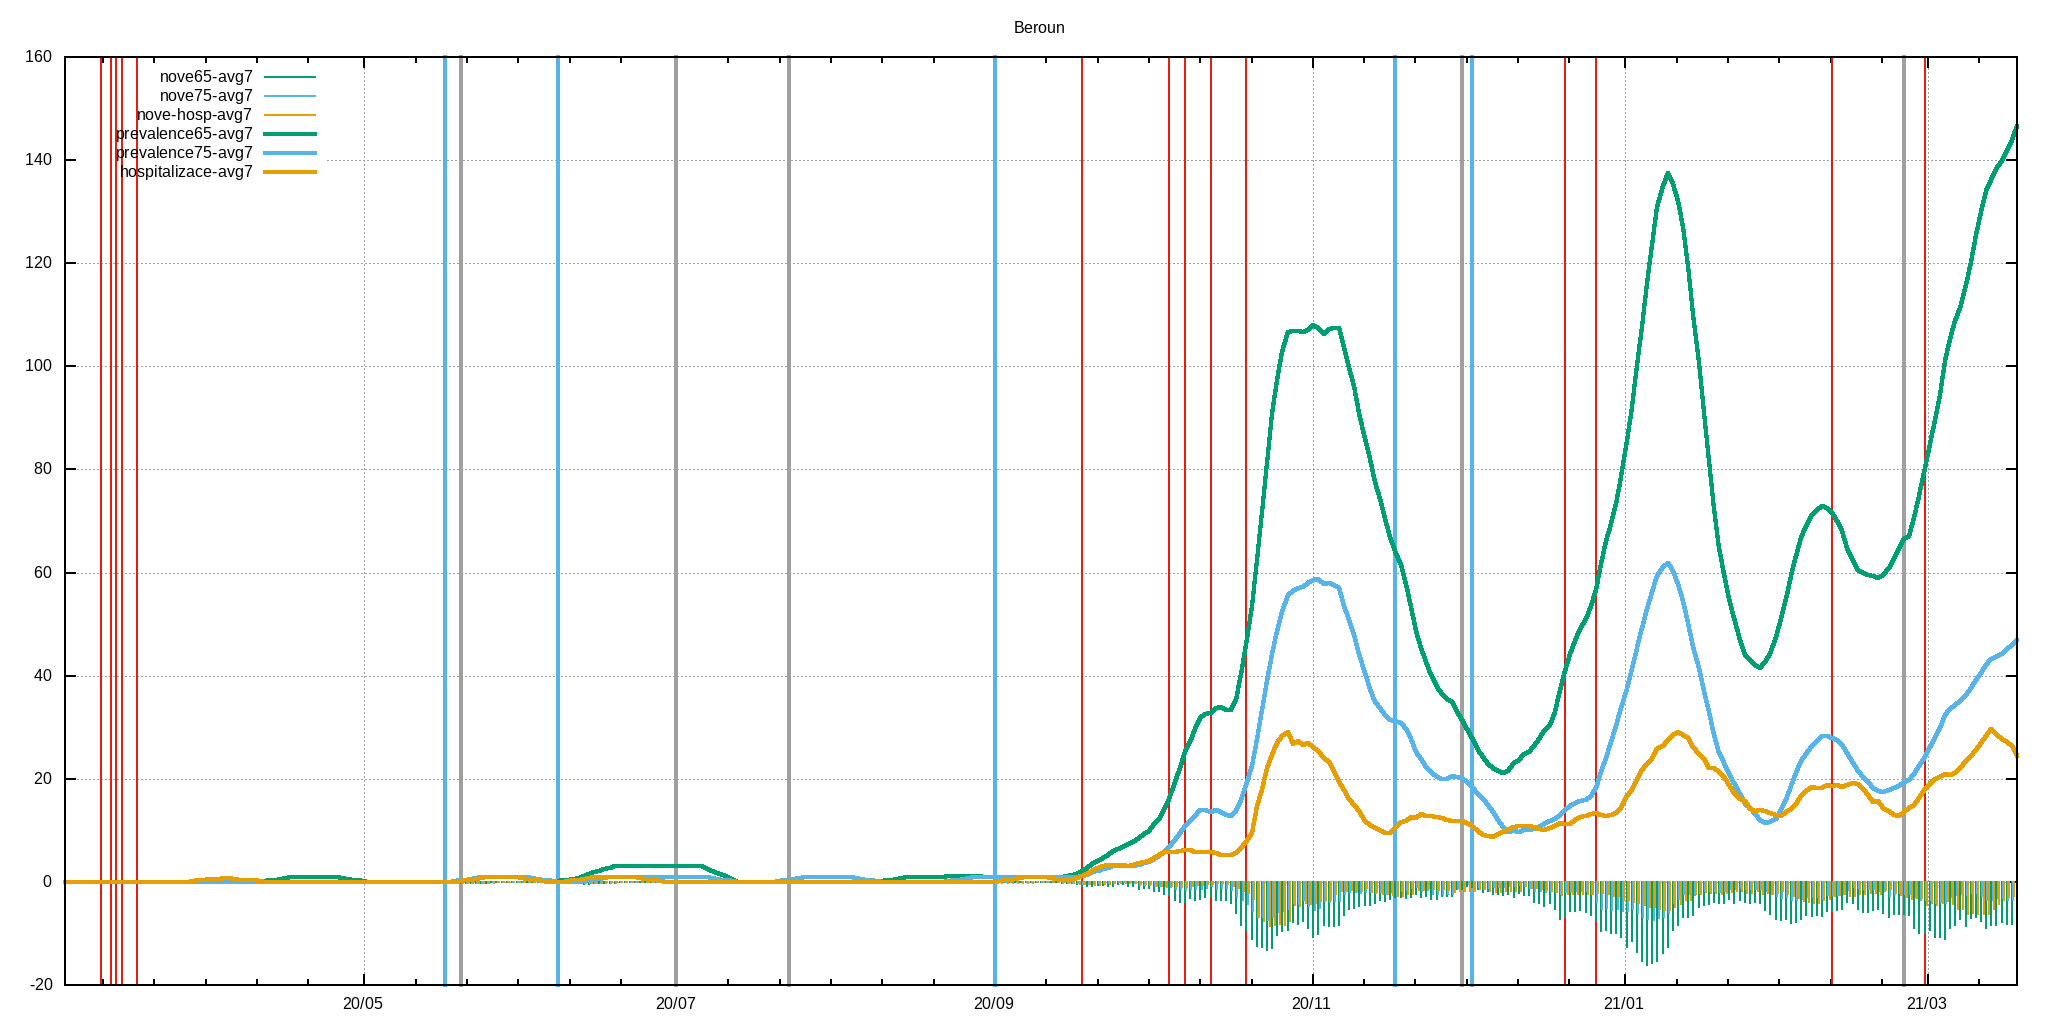 Beroun
160
140
120
100
80
60
40
20
0
-20
nove65-avg7
nove75-avg7
nove-hosp-avg7
prevalence65-avg7
prevalence75-avg7
hospitalizace-avg7
20/05
20/07
20/09
20/11
21/01
21/03